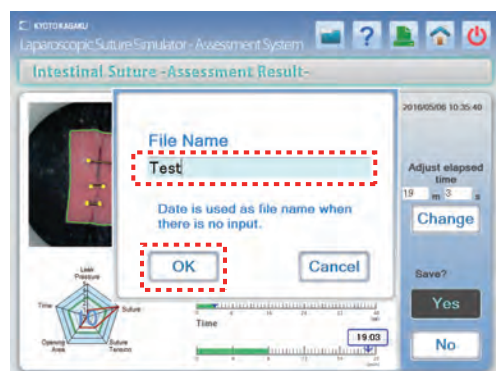 KYOTOKAGAKU
Laparoscopic Suture Simulator - Assessment System
Intestinal Suture -Assessment Result-
2016/05/06 10:35:40
File Name
Test
Date is used as file name when
there is no input.
OK
Cancel
Adjust elapsed
time
19 m 3 s
Change
Save?
Yes
No
Leak
Pressure
Time
Suture
Opening
Area
Suture
Tension
Time
19:03